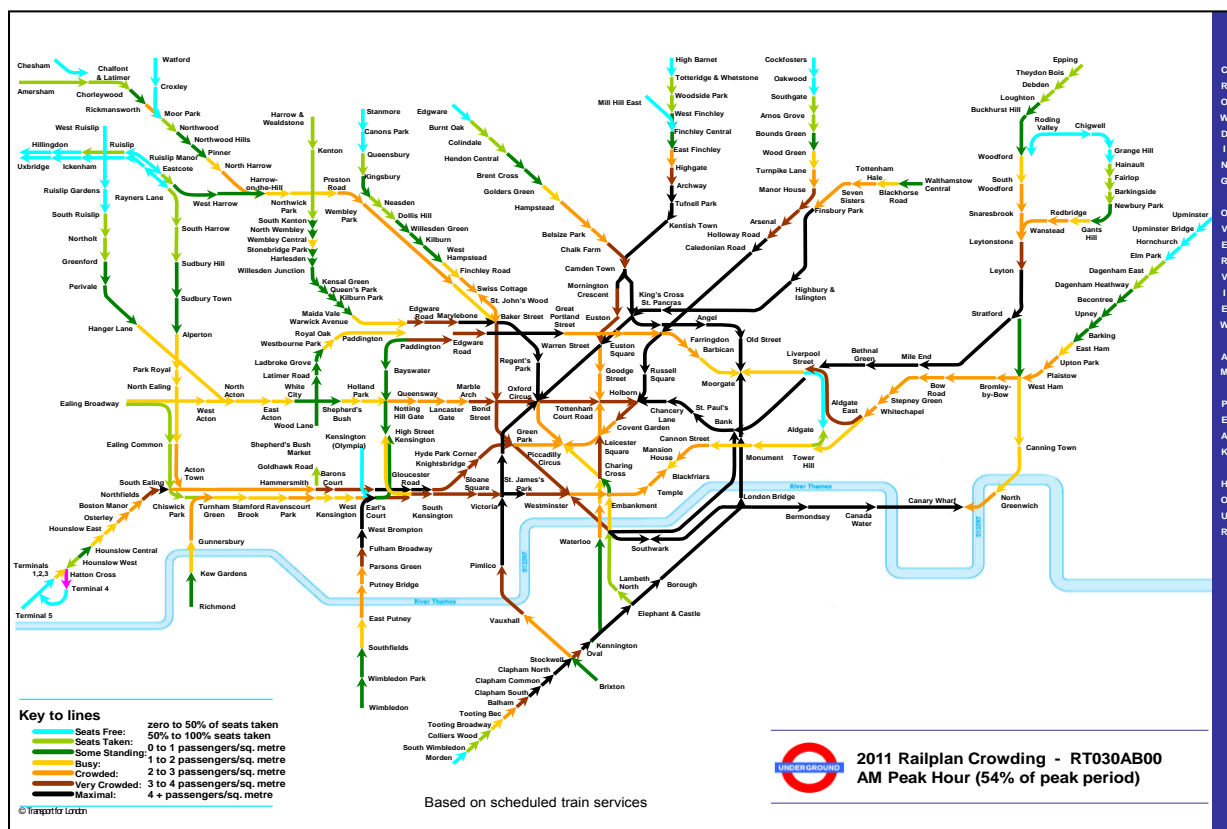 Chesham
Chalfont
& Latimer
Watford
Croxley
Amersham
Chorleywood
Rickmansworth
Moor Park
Northwood
Northwood Hills
Pinner
North Harrow
Harrow-
on-the-Hill
West Ruislip
Hillingdon
Ruislip
Uxbridge
Ickenham
Ruislip Manor
Eastcote
Ruislip Gardens
Rayners Lane
West Harrow
South Ruislip
Northolt
Greenford
Perivale
Hanger Lane
South Harrow
Sudbury Hill
Sudbury Town
Alperton
Park Royal
North Ealing
Ealing Broadway
Ealing Common
West
Acton
North
Acton
East
Acton
White
City
Wood Lane
Harrow &
Wealdstone
Kenton
Northwick
Park
Preston
Road
Wembley
Park
South Kenton
North Wembley
Wembley Central
Stonebridge Park
Harlesden
Willesden Junction
Kensal Green
Queen's Park
Kilburn Park
Maida Vale
Warwick Avenue
Royal Oak
Westbourne Park
Paddington
Ladbroke Grove
Latimer Road
Stanmore
Canons Park
Queensbury
Kingsbury
Neasden
Dollis Hill
Willesden Green
Kilburn
West
Hampstead
Finchley Road
Swiss Cottage
St. John's Wood
Baker Street
Edgware
Road
Marylebone
Great
Portland
Street
Paddington
Edgware
Road
Bayswater
Edgware
Burnt Oak
Colindale
Hendon Central
Brent Cross
Golders Green
Hampstead
Belsize Park
Chalk Farm
Camden Town
Mornington
Crescent
Euston
High Barnet
Totteridge & Whetstone
Woodside Park
Mill Hill East
West Finchley
Finchley Central
East Finchley
Highgate
Archway
Tufnell Park
Kentish Town
Cockfosters
Oakwood
Southgate
Arnos Grove
Bounds Green
Wood Green
Turnpike Lane
Manor House
Tottenham
Hale
Seven
Sisters
Blackhorse
Road
Walthamstow
Central
Finsbury Park
Arsenal
Holloway Road
Caledonian Road
Highbury &
Islington
King's Cross
St. Pancras
Angel
Old Street
Farringdon
Barbican
Moorgate
Euston
Square
Warren Street
Regent's
Park
Goodge
Street
Russell
Square
Holborn
Oxford
Circus
Tottenham
Court Road
Covent Garden
Leicester
Square
Chancery
Lane
St. Paul's
Bank
Liverpool
Street
Bethnal
Green
Mile End
Stratford
Epping
Theydon Bois
Debden
Loughton
Buckhurst Hill
Roding
Valley
Chigwell
Grange Hill
Hainault
Fairlop
Barkingside
Newbury Park
Woodford
South
Woodford
Snaresbrook
Redbridge
Wanstead
Gants
Hill
Leytonstone
Leyton
Upminster
Upminster Bridge
Hornchurch
Elm Park
Dagenham East
Dagenham Heathway
Becontree
Upney
Barking
East Ham
Upton Park
Plaistow
West Ham
Bromley-
by-Bow
Bow
Road
Stepney Green
Whitechapel
Aldgate
East
Aldgate
Tower
Hill
Monument
Cannon Street
Mansion
House
Blackfriars
Temple
Embankment
Charing
Cross
Canning Town
North
Greenwich
Canary Wharf
Canada
Water
Bermondsey
London Bridge
Southwark
Waterloo
Lambeth
North
Borough
Elephant & Castle
Kennington
Oval
Stockwell
Clapham North
Clapham Common
Clapham South
Balham
Tooting Bec
Tooting Broadway
Colliers Wood
South Wimbledon
Morden
Brixton
Vauxhall
Pimlico
Victoria
St. James's
Park
Westminster
Green
Park
Piccadilly
Circus
Hyde Park Corner
Knightsbridge
Sloane
Square
South
Kensington
Gloucester
Road
High Street
Kensington
Notting
Hill Gate
Queensway
Lancaster
Gate
Marble
Arch
Bond
Street
Holland
Park
Shepherd's
Bush
Kensington
(Olympia)
Shepherd's Bush
Market
Goldhawk Road
Hammersmith
Barons
Court
West
Kensington
Earl's
Court
Ravenscourt
Park
Stamford
Brook
Turnham
Green
Chiswick
Park
Acton
Town
South Ealing
Northfields
Boston Manor
Osterley
Hounslow East
Hounslow Central
Hounslow West
Hatton Cross
Terminals
1,2,3
Terminal 4
Terminal 5
Gunnersbury
Kew Gardens
Richmond
West Brompton
Fulham Broadway
Parsons Green
Putney Bridge
East Putney
Southfields
Wimbledon Park
Wimbledon
River Thames
River Thames
Key to lines
Seats Free: zero to 50% of seats taken
Seats Taken: 50% to 100% seats taken
Some Standing: 0 to 1 passengers/sq. metre
Busy: 1 to 2 passengers/sq. metre
Crowded: 2 to 3 passengers/sq. metre
Very Crowded: 3 to 4 passengers/sq. metre
Maximal: 4 + passengers/sq. metre
© Transport for London
Based on scheduled train services
UNDERGROUND
2011 Railplan Crowding - RT030AB00
AM Peak Hour (54% of peak period)
CROWDING OVERVIEW AM PEAK HOUR